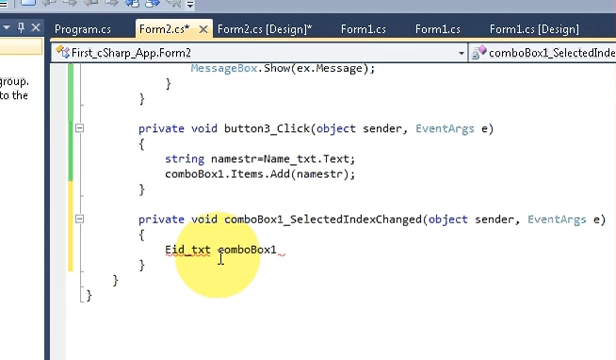 Program.cs Form2.cs* Form2.cs [Design]* Form1.cs Form1.cs [Design]
First_cSharp_App.Form2 comboBox1_SelectedInde
group.
to the
MessageBox.Show(ex.Message);
}
}
private void button3_Click(object sender, EventArgs e)
{
string namestr=Name_txt.Text;
comboBox1.Items.Add(namestr);
}
private void comboBox1_SelectedIndexChanged(object sender, EventArgs e)
{
Eid_txt comboBox1
}
}
}